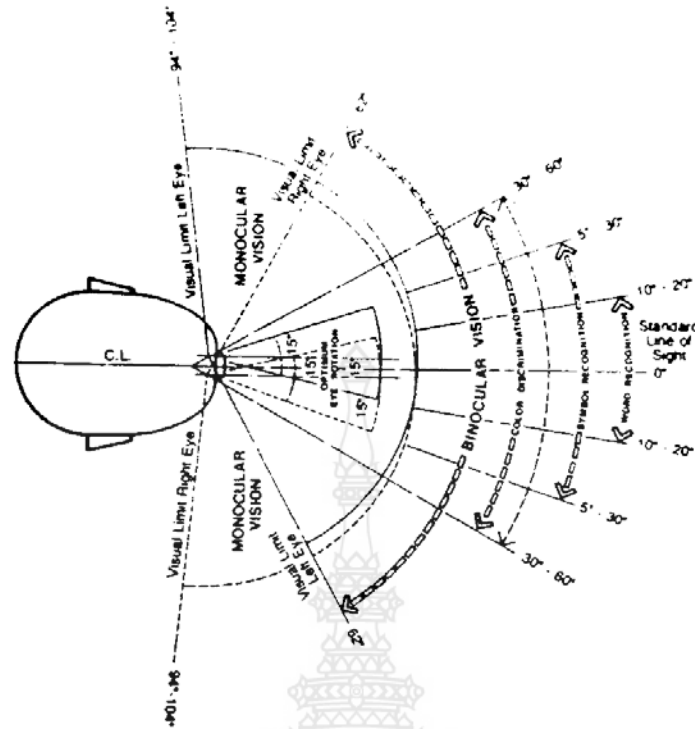 94° - 104°
Visual Limit Left Eye
MONOCULAR
VISION
Visual Limit
Right Eye
62°
30° - 60°
5° - 30°
10° - 20°
Standard
Line of
Sight
0°
10° - 20°
5° - 30°
30° - 60°
62°
C.L.
15°
15°
OPTIMUM
EYE ROTATION
15°
15°
BINOCULAR VISION
COLOR DISCRIMINATION
SYMBOL RECOGNITION
WORD RECOGNITION
Visual Limit Right Eye
MONOCULAR
VISION
Visual Limit
Left Eye
94° - 104°